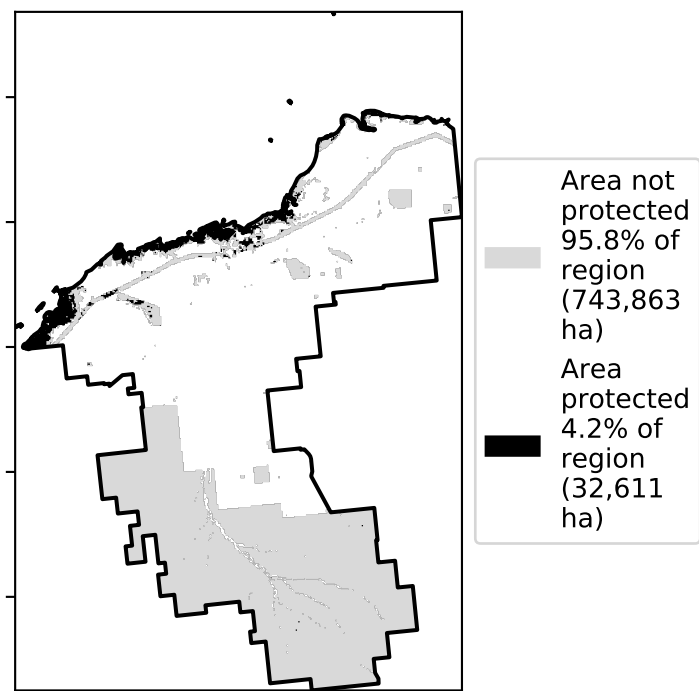 Area not
protected
95.8% of
region
(743,863
ha)
Area
protected
4.2% of
region
(32,611
ha)